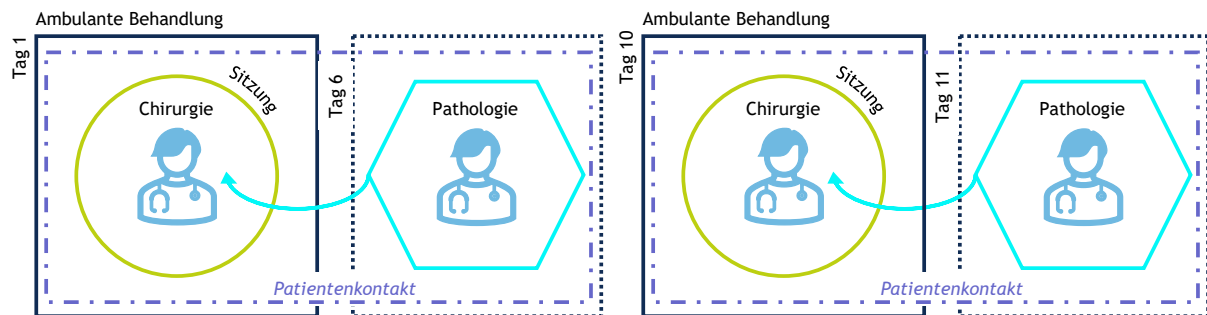 Ambulante Behandlung
Tag 1
Sitzung
Chirurgie
Tag 6
Pathologie
Patientenkontakt
Ambulante Behandlung
Tag 10
Sitzung
Chirurgie
Tag 11
Pathologie
Patientenkontakt